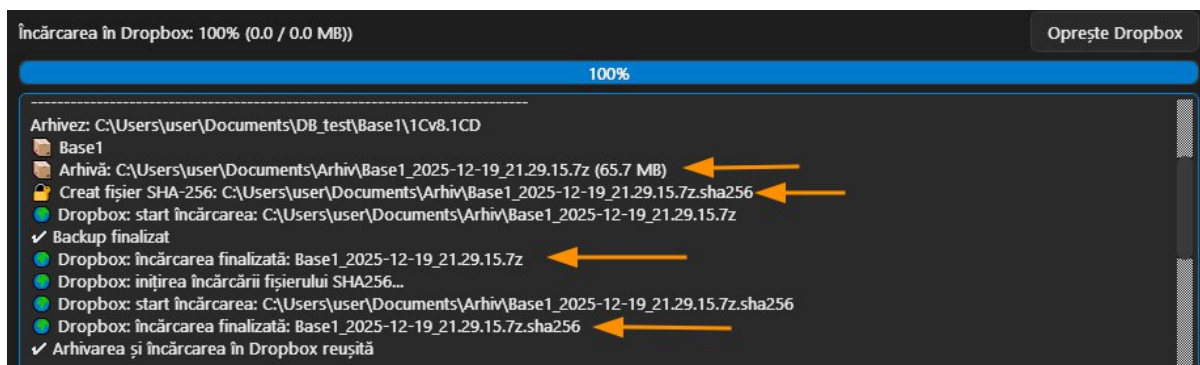 Încărcarea în Dropbox: 100% (0.0 / 0.0 MB))
Oprește Dropbox
100%
--------------------------------------------------------------------------
Arhivez: C:\Users\user\Documents\DB_test\Base1\1Cv8.1CD
Base1
Arhivă: C:\Users\user\Documents\Arhiv\Base1_2025-12-19_21.29.15.7z (65.7 MB)
Creat fișier SHA-256: C:\Users\user\Documents\Arhiv\Base1_2025-12-19_21.29.15.7z.sha256
Dropbox: start încărcarea: C:\Users\user\Documents\Arhiv\Base1_2025-12-19_21.29.15.7z
✔ Backup finalizat
Dropbox: încărcarea finalizată: Base1_2025-12-19_21.29.15.7z
Dropbox: inițirea încărcării fișierului SHA256...
Dropbox: start încărcarea: C:\Users\user\Documents\Arhiv\Base1_2025-12-19_21.29.15.7z.sha256
Dropbox: încărcarea finalizată: Base1_2025-12-19_21.29.15.7z.sha256
✔ Arhivarea și încărcarea în Dropbox reușită